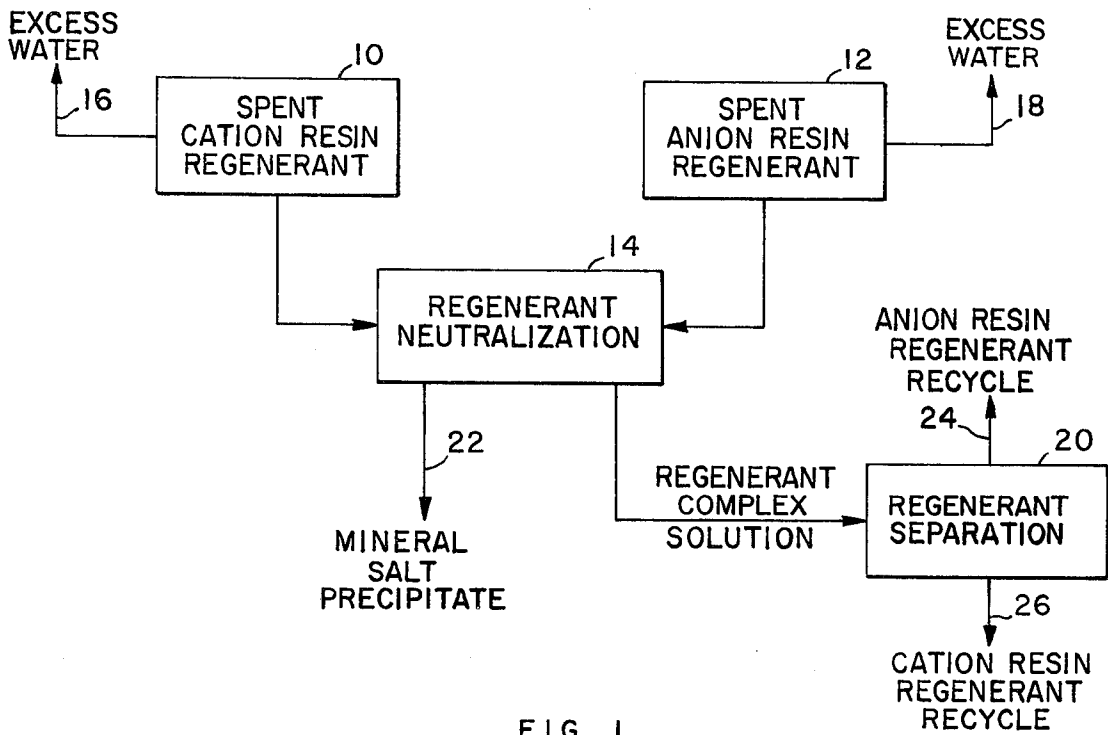 EXCESS
WATER
16
10
SPENT
CATION RESIN
REGENERANT
12
SPENT
ANION RESIN
REGENERANT
EXCESS
WATER
18
14
REGENERANT
NEUTRALIZATION
22
MINERAL
SALT
PRECIPITATE
REGENERANT
COMPLEX
SOLUTION
ANION RESIN
REGENERANT
RECYCLE
24
20
REGENERANT
SEPARATION
26
CATION RESIN
REGENERANT
RECYCLE
FIG. 1